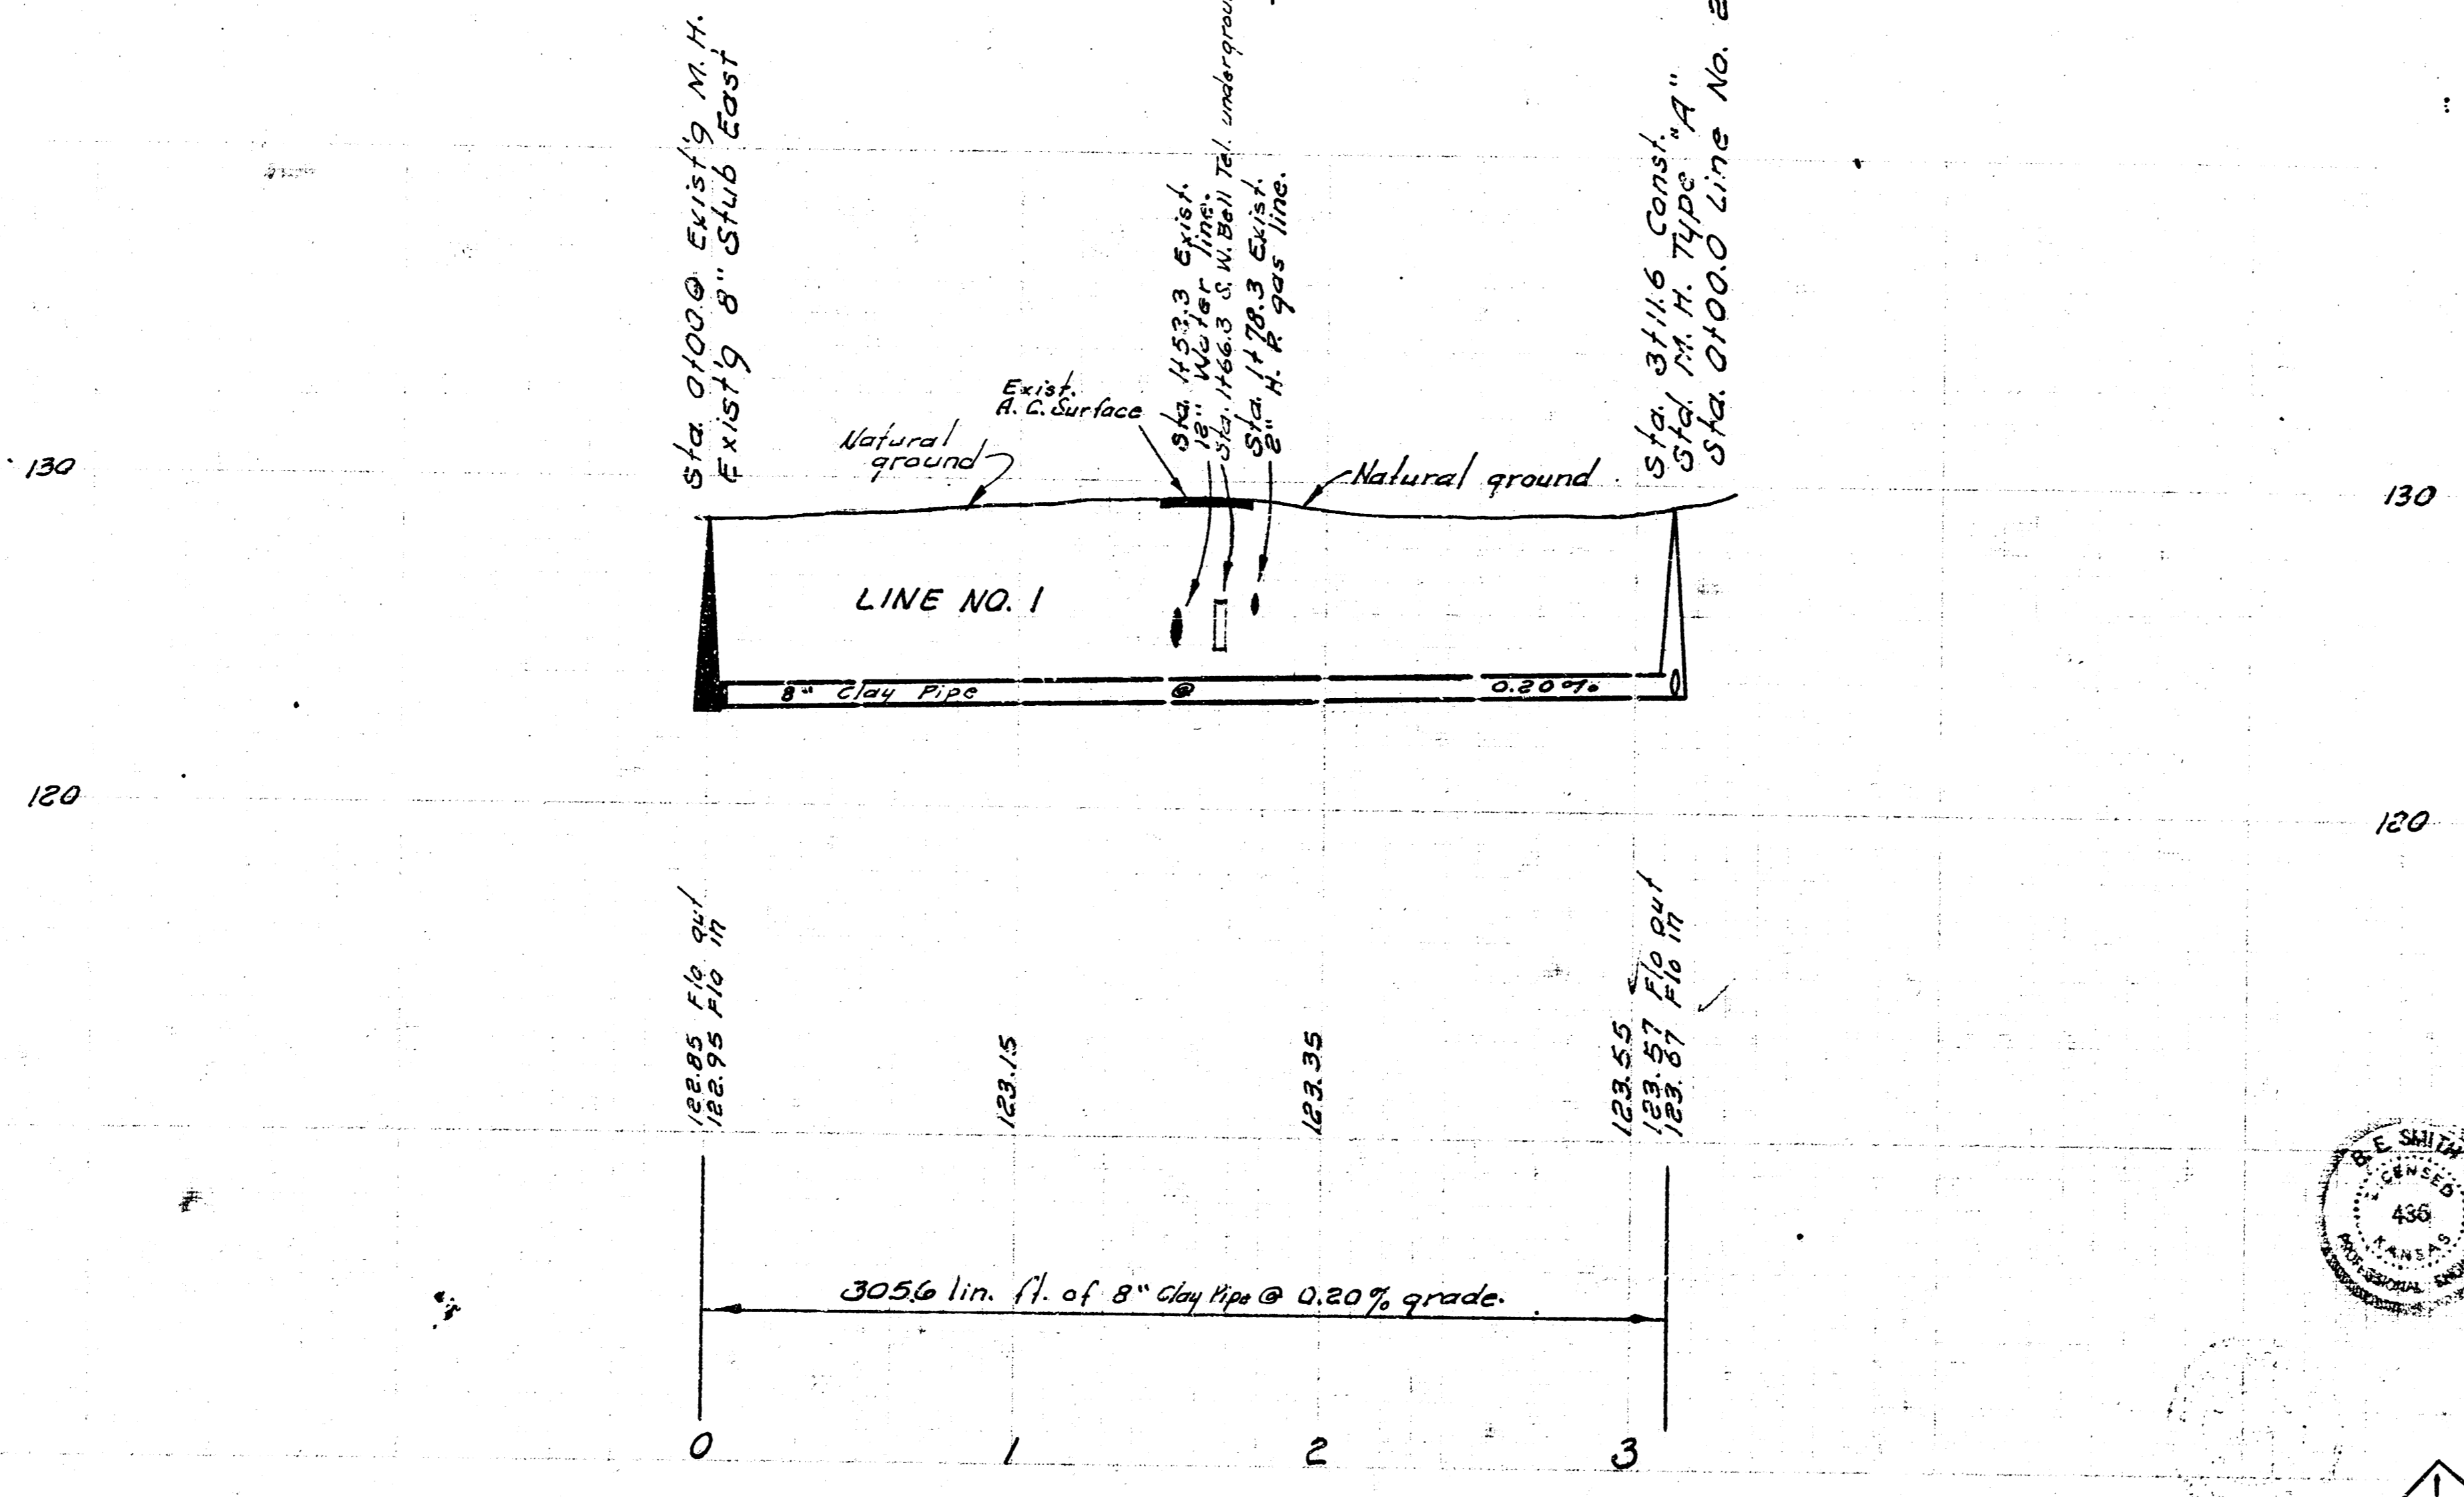 Sta. 0+00.0 Exist'g M. H.
Exist'g 8" Stub East
Sta. 1+53.3 Exist.
12" Water line.
Sta. 1+66.3 S. W. Bell Tel. undergrou
Sta. 1+78.3 Exist.
2" H. P. gas line.
Sta. 3+11.6 Const.
Std. M. H. Type "A"
Sta. 0+00.0 Line No. 2
Exist.
A. C. Surface
Natural
ground
Natural ground
130
130
LINE NO. 1
8" Clay Pipe @ 0.20%
120
120
122.85 Flo out
122.95 Flo in
123.15
123.35
123.55
123.57 Flo out
123.67 Flo in
305.6 lin. ft. of 8" Clay Pipe @ 0.20% grade.
0 1 2 3
B. E. SMITH
LICENSED
436
KANSAS
PROFESSIONAL ENG